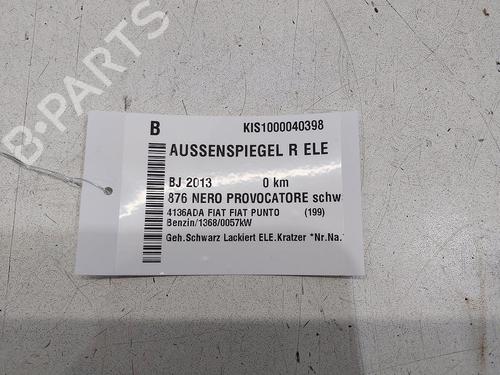 B-PARTS
B
KIS1000040398
AUSSENSPIEGEL R ELE
BJ 2013 0 km
876 NERO PROVOCATORE schw
4136ADA FIAT FIAT PUNTO (199)
Benzin/1368/0057kW
Geh.Schwarz Lackiert ELE.Kratzer *Nr.Na.